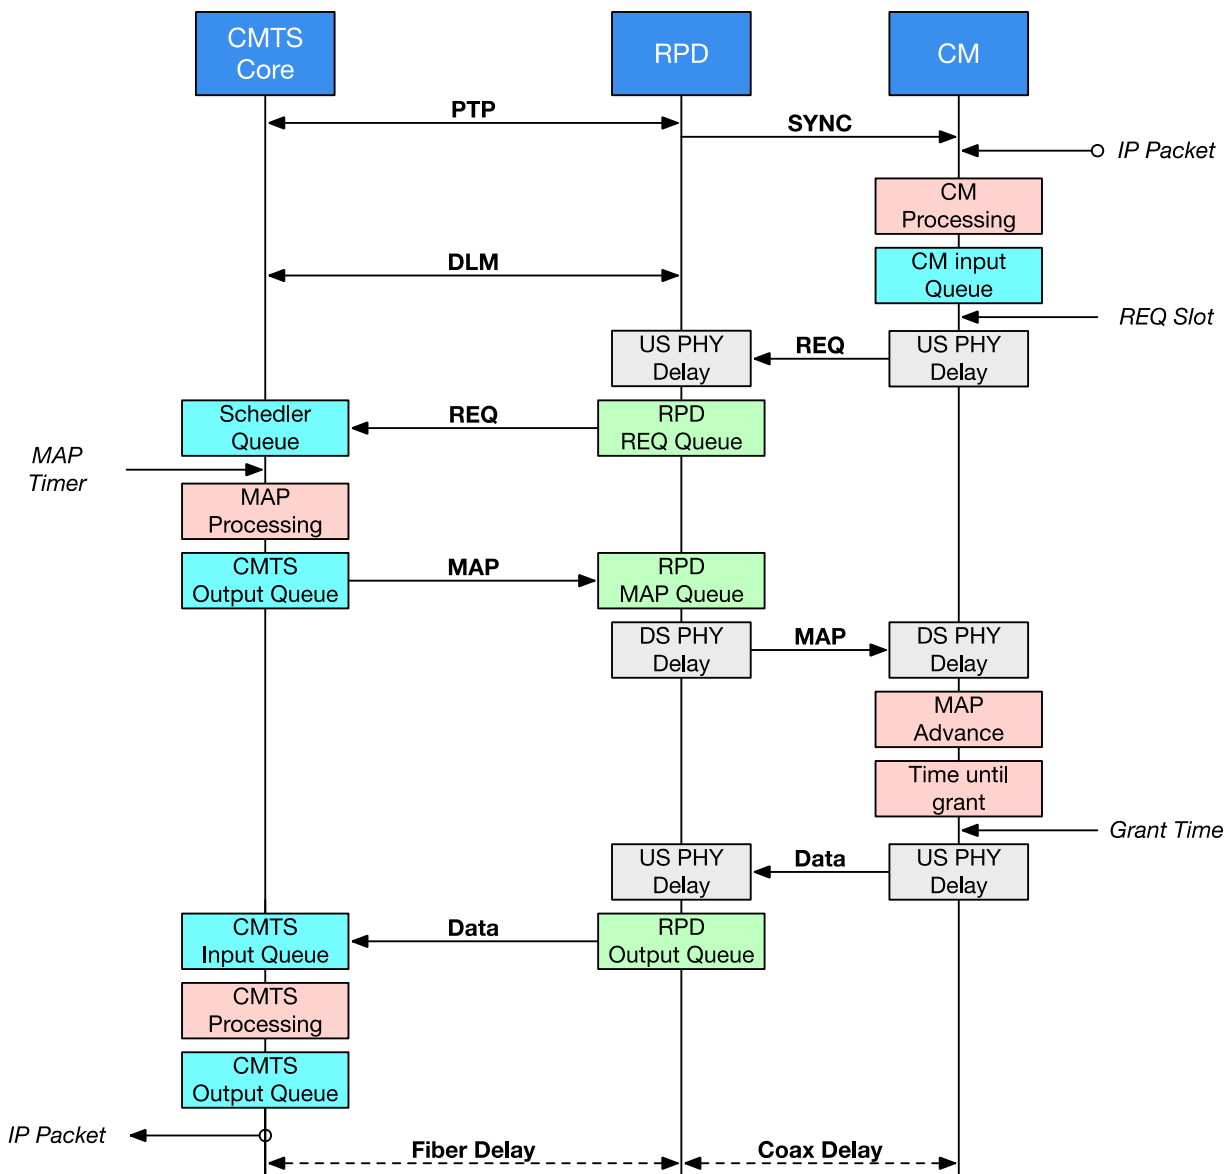 CMTS
Core
RPD
CM
PTP
SYNC
IP Packet
CM
Processing
DLM
CM input
Queue
REQ Slot
US PHY
Delay
REQ
US PHY
Delay
Schedler
Queue
REQ
RPD
REQ Queue
MAP
Timer
MAP
Processing
CMTS
Output Queue
MAP
RPD
MAP Queue
DS PHY
Delay
MAP
DS PHY
Delay
MAP
Advance
Time until
grant
Grant Time
US PHY
Delay
Data
US PHY
Delay
CMTS
Input Queue
Data
RPD
Output Queue
CMTS
Processing
CMTS
Output Queue
IP Packet
Fiber Delay
Coax Delay